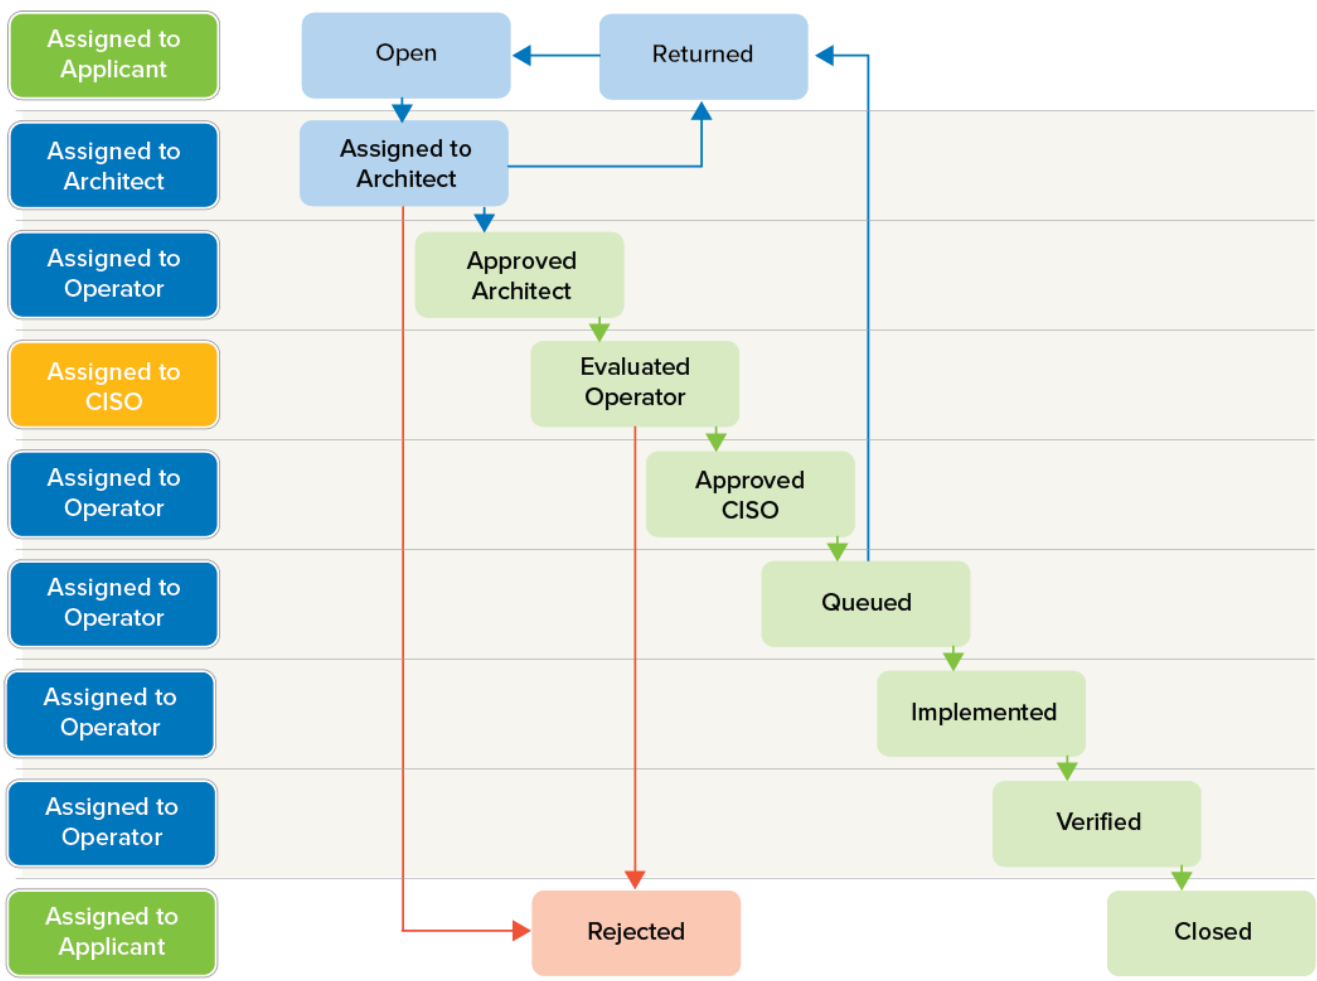 Assigned to
Applicant
Open
Returned
Assigned to
Architect
Assigned to
Architect
Assigned to
Operator
Approved
Architect
Assigned to
CISO
Evaluated
Operator
Assigned to
Operator
Approved
CISO
Assigned to
Operator
Queued
Assigned to
Operator
Implemented
Assigned to
Operator
Verified
Assigned to
Applicant
Rejected
Closed